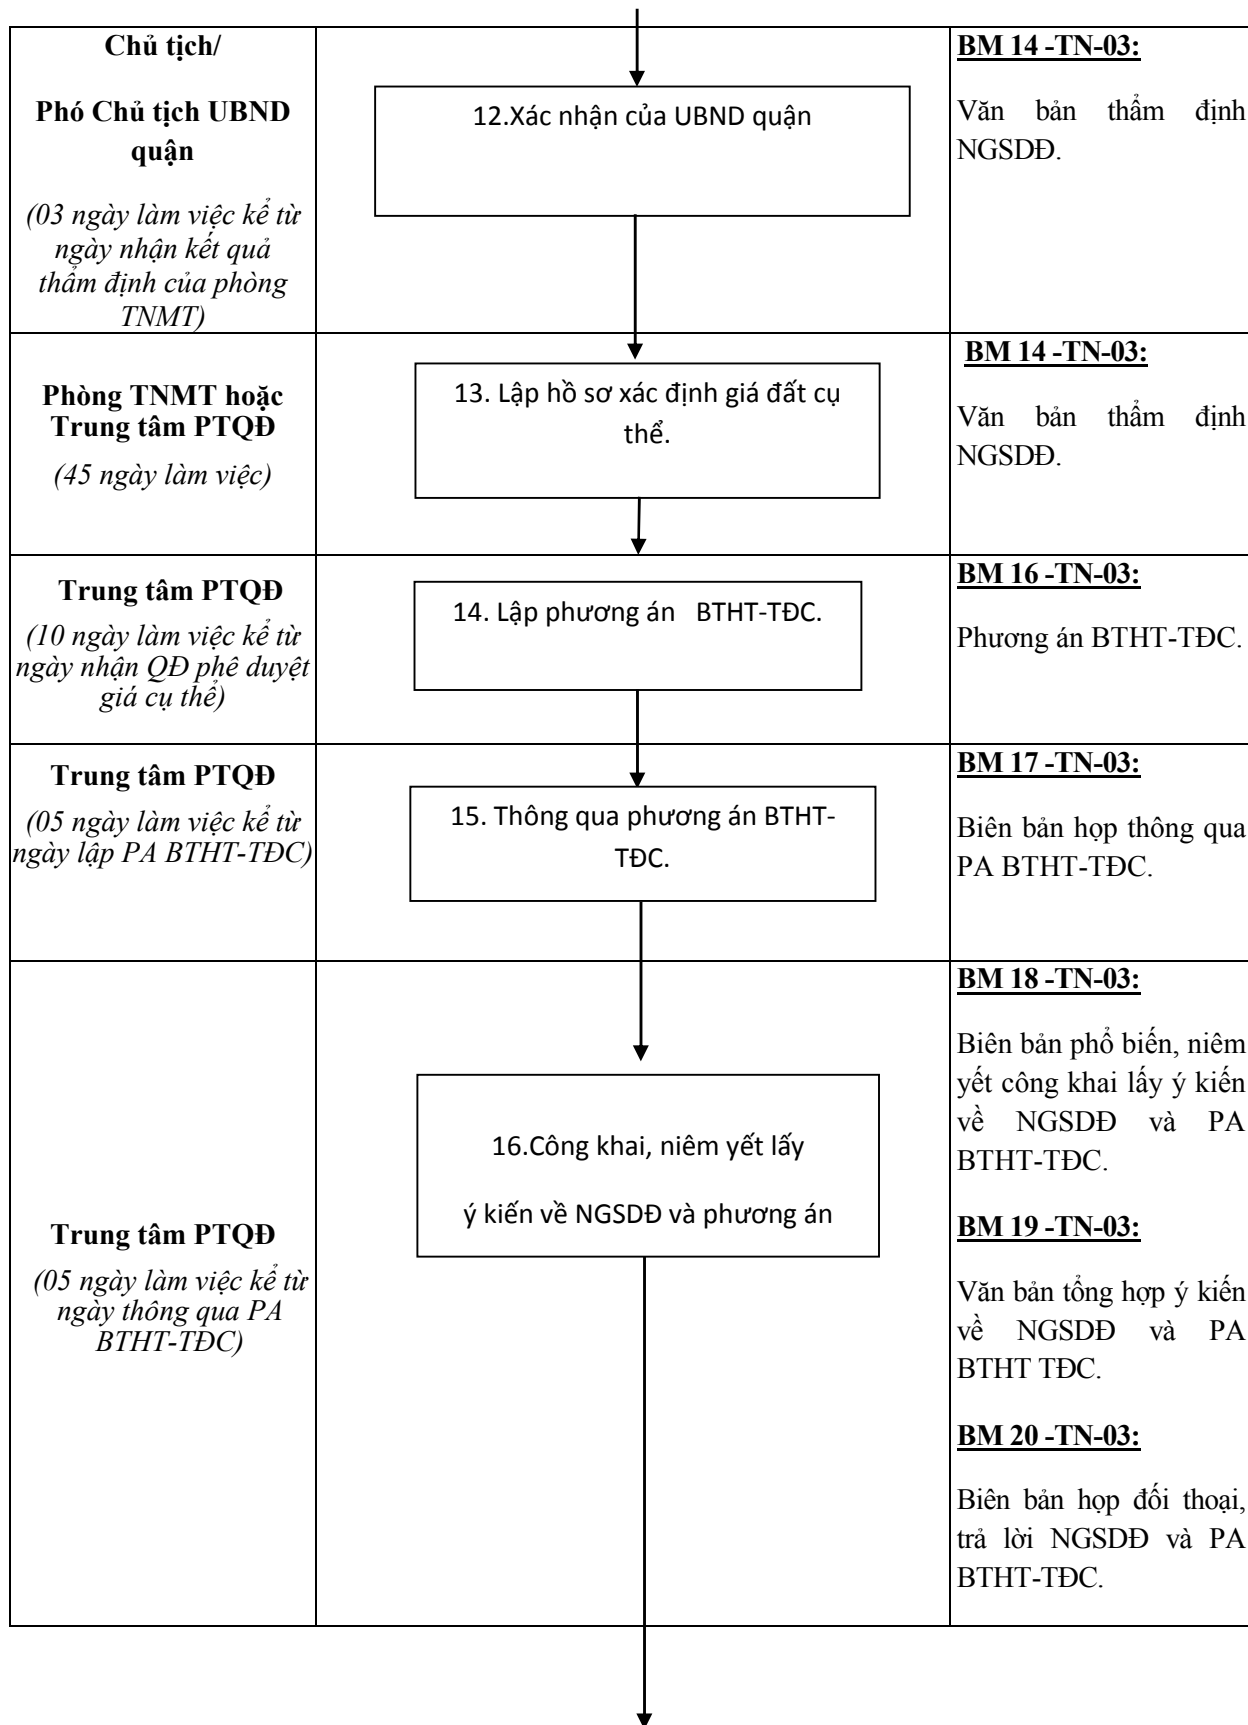 Chủ tịch/
Phó Chủ tịch UBND
quận
(03 ngày làm việc kể từ
ngày nhận kết quả
thẩm định của phòng
TNMT)
12.Xác nhận của UBND quận
BM 14 -TN-03:
Văn bản thẩm định
NGSDĐ.
Phòng TNMT hoặc
Trung tâm PTQĐ
(45 ngày làm việc)
13. Lập hồ sơ xác định giá đất cụ
thể.
BM 14 -TN-03:
Văn bản thẩm định
NGSDĐ.
Trung tâm PTQĐ
(10 ngày làm việc kể từ
ngày nhận QĐ phê duyệt
giá cụ thể)
14. Lập phương án BTHT-TĐC.
BM 16 -TN-03:
Phương án BTHT-TĐC.
Trung tâm PTQĐ
(05 ngày làm việc kể từ
ngày lập PA BTHT-TĐC)
15. Thông qua phương án BTHT-
TĐC.
BM 17 -TN-03:
Biên bản họp thông qua
PA BTHT-TĐC.
Trung tâm PTQĐ
(05 ngày làm việc kể từ
ngày thông qua PA
BTHT-TĐC)
16.Công khai, niêm yết lấy
ý kiến về NGSDĐ và phương án
BM 18 -TN-03:
Biên bản phổ biến, niêm
yết công khai lấy ý kiến
về NGSDĐ và PA
BTHT-TĐC.
BM 19 -TN-03:
Văn bản tổng hợp ý kiến
về NGSDĐ và PA
BTHT TĐC.
BM 20 -TN-03:
Biên bản họp đối thoại,
trả lời NGSDĐ và PA
BTHT-TĐC.